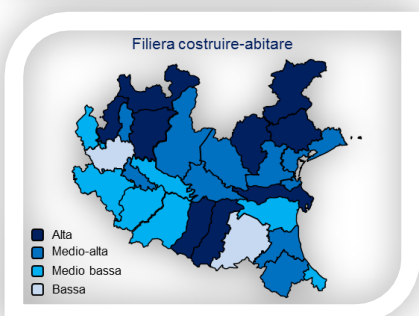 Filiera costruire-abitare
Alta
Medio-alta
Medio bassa
Bassa